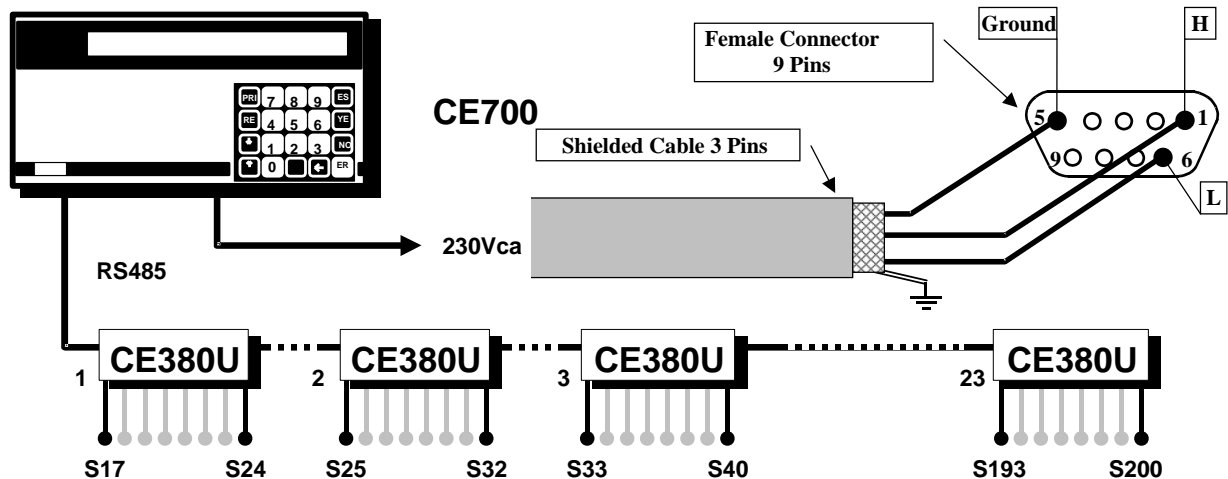 Ground
H
Female Connector
9 Pins
PRI 7 8 9 ES
RE 4 5 6 YE
1 2 3 NO
0 ER
CE700
5
1
9
6
Shielded Cable 3 Pins
L
230Vca
RS485
CE380U
CE380U
CE380U
CE380U
1
2
3
23
S17
S24
S25
S32
S33
S40
S193
S200